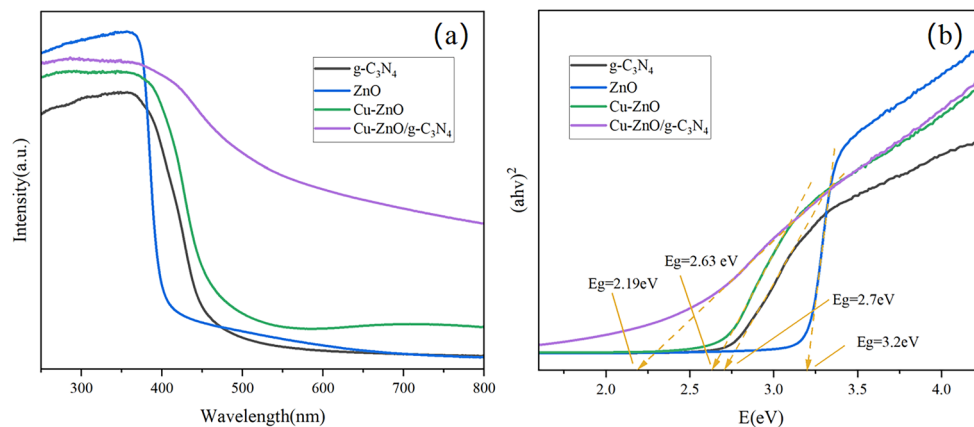 (a)
g-C₃N₄
ZnO
Cu-ZnO
Cu-ZnO/g-C₃N₄
Intensity(a.u.)
300 400 500 600 700 800
Wavelength(nm)
(b)
g-C₃N₄
ZnO
Cu-ZnO
Cu-ZnO/g-C₃N₄
(ahv)²
Eg=2.19eV
Eg=2.63 eV
Eg=2.7eV
Eg=3.2eV
2.0 2.5 3.0 3.5 4.0
E(eV)